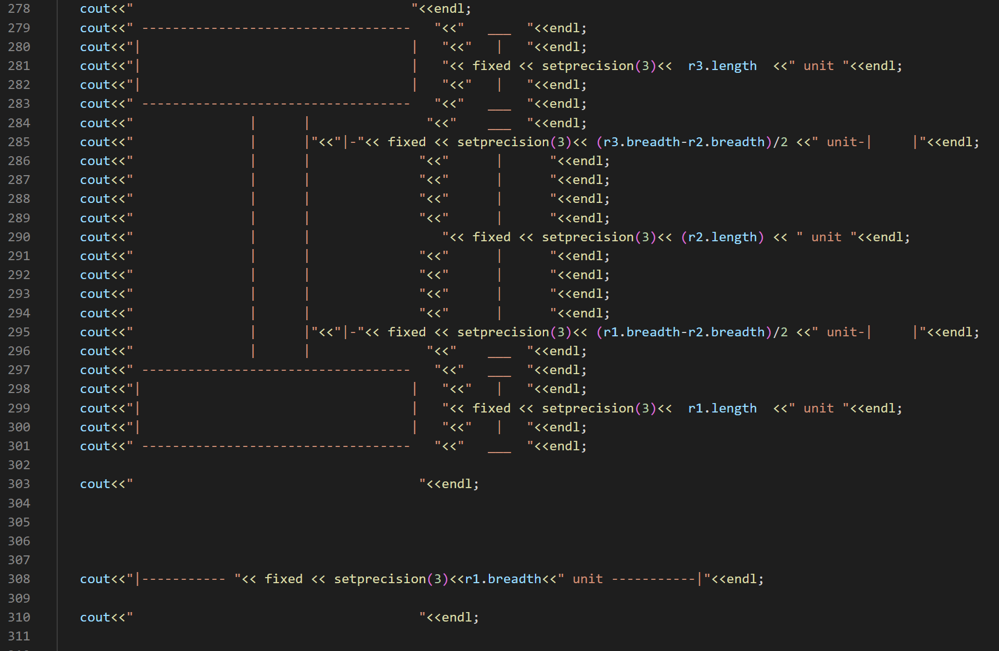 278 cout<<"                                    "<<endl;
279 cout<<" -----------------------------------   "<<"   ___  "<<endl;
280 cout<<"|                                   |   "<<"   |   "<<endl;
281 cout<<"|                                   |   "<< fixed << setprecision(3)<<  r3.length  <<" unit "<<endl;
282 cout<<"|                                   |   "<<"   |   "<<endl;
283 cout<<" -----------------------------------   "<<"   ___  "<<endl;
284 cout<<"               |      |               "<<"    ___  "<<endl;
285 cout<<"               |      |"<<"|-"<< fixed << setprecision(3)<< (r3.breadth-r2.breadth)/2 <<" unit-|     |"<<endl;
286 cout<<"               |      |              "<<"      |      "<<endl;
287 cout<<"               |      |              "<<"      |      "<<endl;
288 cout<<"               |      |              "<<"      |      "<<endl;
289 cout<<"               |      |              "<<"      |      "<<endl;
290 cout<<"               |      |                 "<< fixed << setprecision(3)<< (r2.length) << " unit "<<endl;
291 cout<<"               |      |              "<<"      |      "<<endl;
292 cout<<"               |      |              "<<"      |      "<<endl;
293 cout<<"               |      |              "<<"      |      "<<endl;
294 cout<<"               |      |              "<<"      |      "<<endl;
295 cout<<"               |      |"<<"|-"<< fixed << setprecision(3)<< (r1.breadth-r2.breadth)/2 <<" unit-|     |"<<endl;
296 cout<<"               |      |               "<<"    ___  "<<endl;
297 cout<<" -----------------------------------   "<<"   ___  "<<endl;
298 cout<<"|                                   |   "<<"   |   "<<endl;
299 cout<<"|                                   |   "<< fixed << setprecision(3)<<  r1.length  <<" unit "<<endl;
300 cout<<"|                                   |   "<<"   |   "<<endl;
301 cout<<" -----------------------------------   "<<"   ___  "<<endl;
302
303 cout<<"                                     "<<endl;
304
305
306
307
308 cout<<"|----------- "<< fixed << setprecision(3)<<r1.breadth<<" unit -----------|"<<endl;
309
310 cout<<"                                     "<<endl;
311